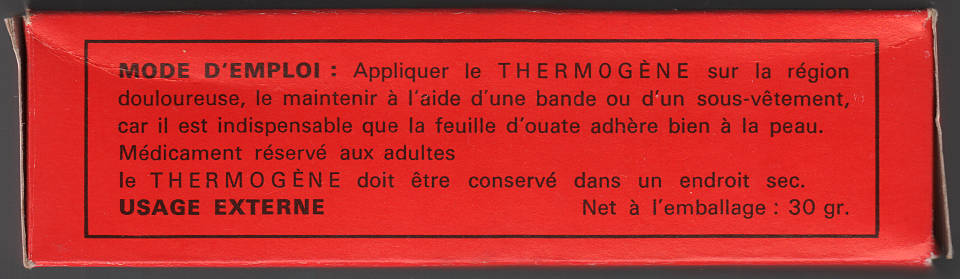 MODE D'EMPLOI : Appliquer le THERMOGÈNE sur la région
douloureuse, le maintenir à l'aide d'une bande ou d'un sous-vêtement,
car il est indispensable que la feuille d'ouate adhère bien à la peau.
Médicament réservé aux adultes
le THERMOGÈNE doit être conservé dans un endroit sec.
USAGE EXTERNE Net à l'emballage : 30 gr.